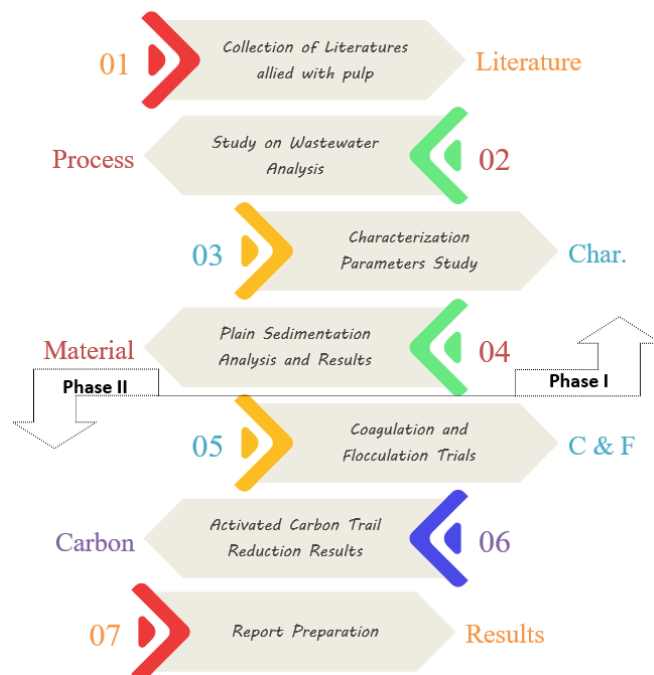 01
Collection of Literatures
allied with pulp
Literature
Process
Study on Wastewater
Analysis
02
03
Characterization
Parameters Study
Char.
Material
Plain Sedimentation
Analysis and Results
04
Phase II
Phase I
05
Coagulation and
Flocculation Trials
C & F
Carbon
Activated Carbon Trail
Reduction Results
06
07
Report Preparation
Results